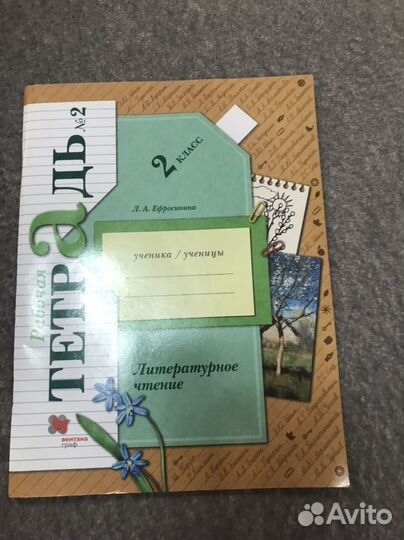 Рабочая
ТЕТРАДЬ №2
2 КЛАСС
Л. А. Ефросинина
ученика / ученицы
Литературное
чтение
вентана
граф
Avito